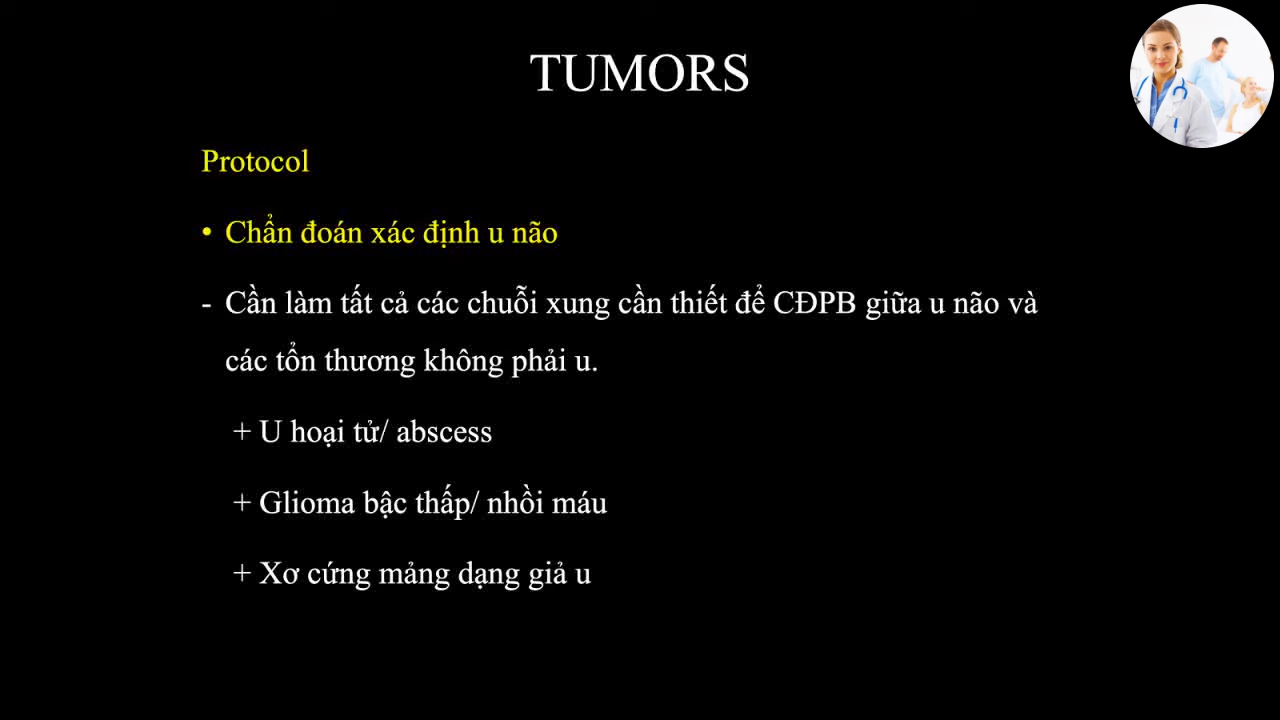 TUMORS
Protocol
• Chẩn đoán xác định u não
- Cần làm tất cả các chuỗi xung cần thiết để CĐPB giữa u não và
các tổn thương không phải u.
+ U hoại tử/ abscess
+ Glioma bậc thấp/ nhồi máu
+ Xơ cứng mảng dạng giả u